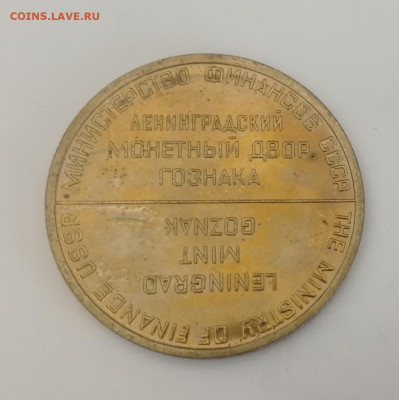 COINS.LAVE.RU
МИНИСТЕРСТВО ФИНАНСОВ СССР
ЛЕНИНГРАДСКИЙ
МОНЕТНЫЙ ДВОР
ГОЗНАКА
THE MINISTRY OF FINANCE USSR
LENINGRAD
MINT
GOZNAK